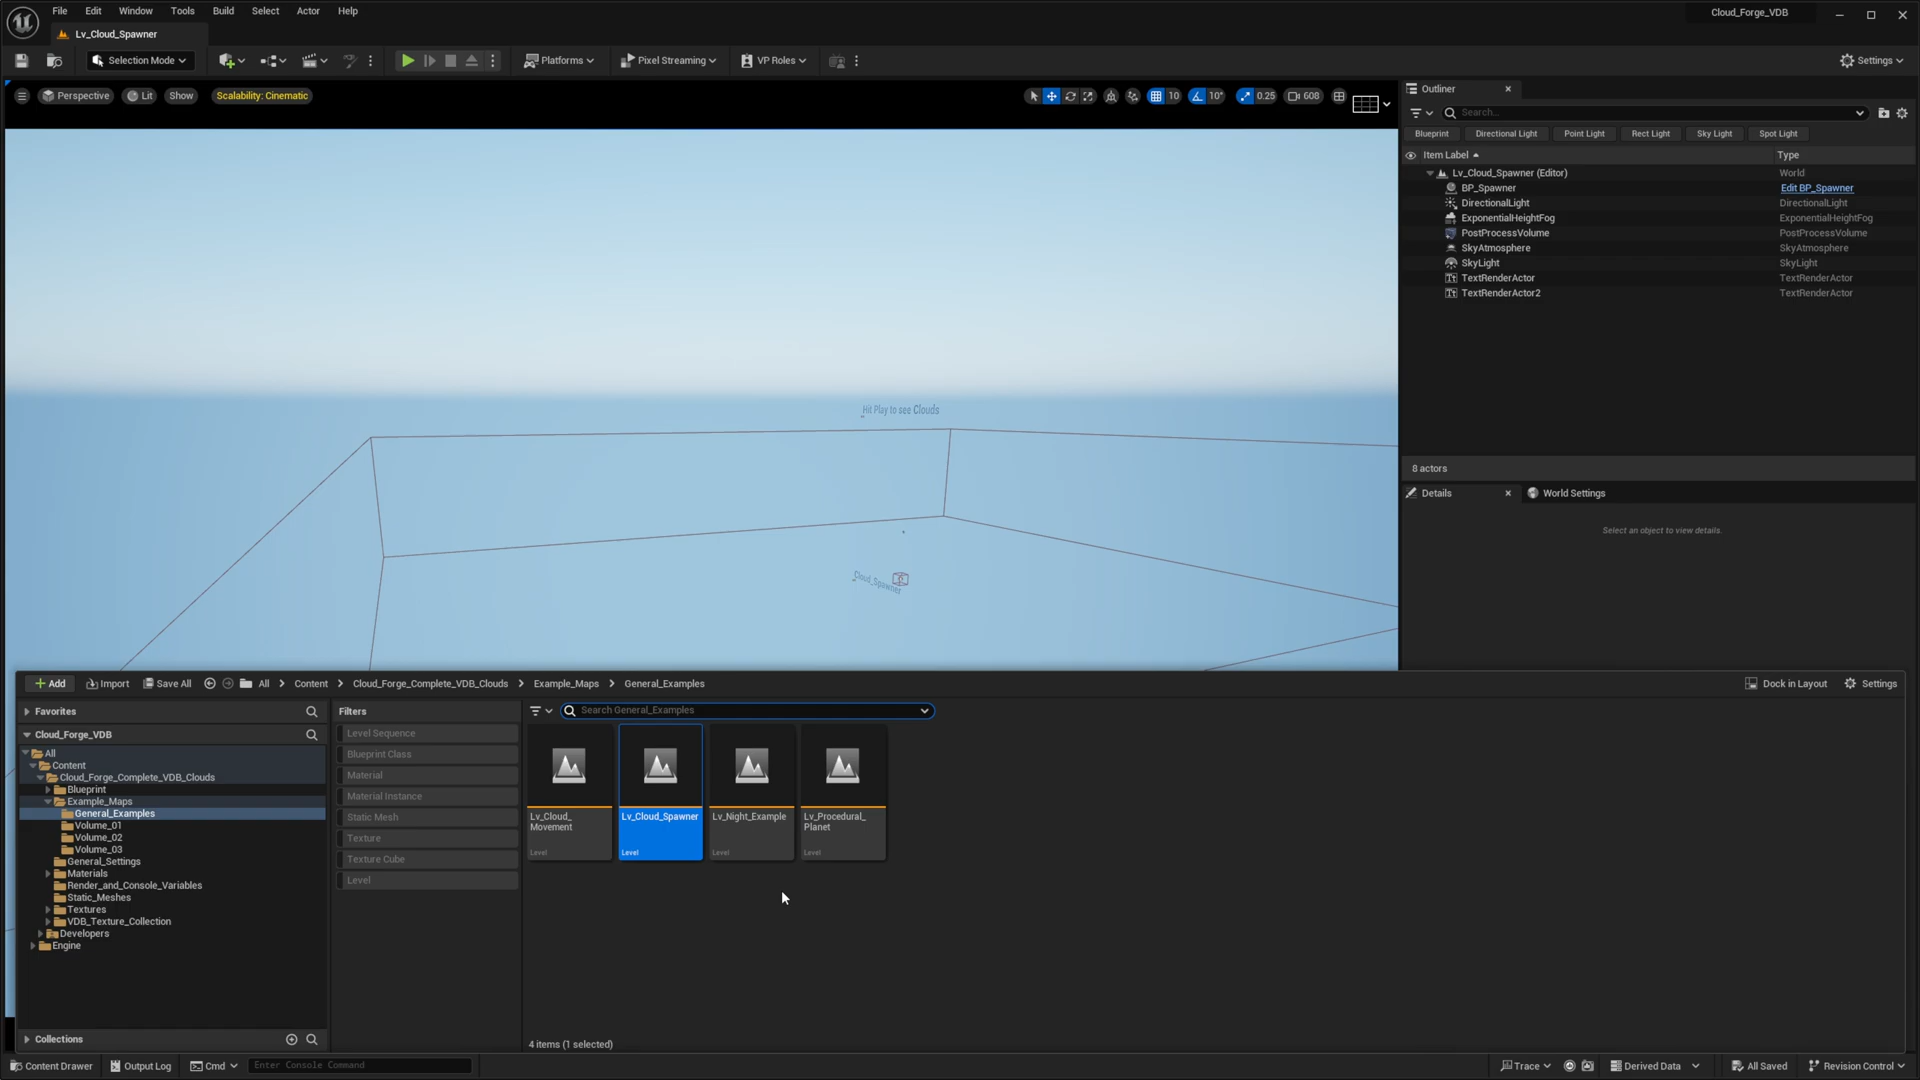 File Edit Window Tools Build Select Actor Help
Cloud_Forge_VDB
Lv_Cloud_Spawner
Selection Mode
Platforms
Pixel Streaming
VP Roles
Settings
Perspective
Lit
Show
Scalability: Cinematic
10
10°
0.25
608
Outliner
Search...
Blueprint
Directional Light
Point Light
Rect Light
Sky Light
Spot Light
Item Label
Type
Lv_Cloud_Spawner (Editor) World
BP_Spawner Edit BP_Spawner
DirectionalLight DirectionalLight
ExponentialHeightFog ExponentialHeightFog
PostProcessVolume PostProcessVolume
SkyAtmosphere SkyAtmosphere
SkyLight SkyLight
TextRenderActor TextRenderActor
TextRenderActor2 TextRenderActor
8 actors
Details
World Settings
Select an object to view details.
Hit Play to see Clouds
Cloud_Spawner
Add
Import
Save All
All > Content > Cloud_Forge_Complete_VDB_Clouds > Example_Maps > General_Examples
Dock in Layout
Settings
Favorites
Cloud_Forge_VDB
All
Content
Cloud_Forge_Complete_VDB_Clouds
Blueprint
Example_Maps
General_Examples
Volume_01
Volume_02
Volume_03
General_Settings
Materials
Render_and_Console_Variables
Static_Meshes
Textures
VDB_Texture_Collection
Developers
Engine
Collections
Filters
Level Sequence
Blueprint Class
Material
Material Instance
Static Mesh
Texture
Texture Cube
Level
Search General_Examples
Lv_Cloud_
Movement
Level
Lv_Cloud_Spawner
Level
Lv_Night_Example
Level
Lv_Procedural_
Planet
Level
4 items (1 selected)
Content Drawer
Output Log
Cmd
Enter Console Command
Trace
Derived Data
All Saved
Revision Control